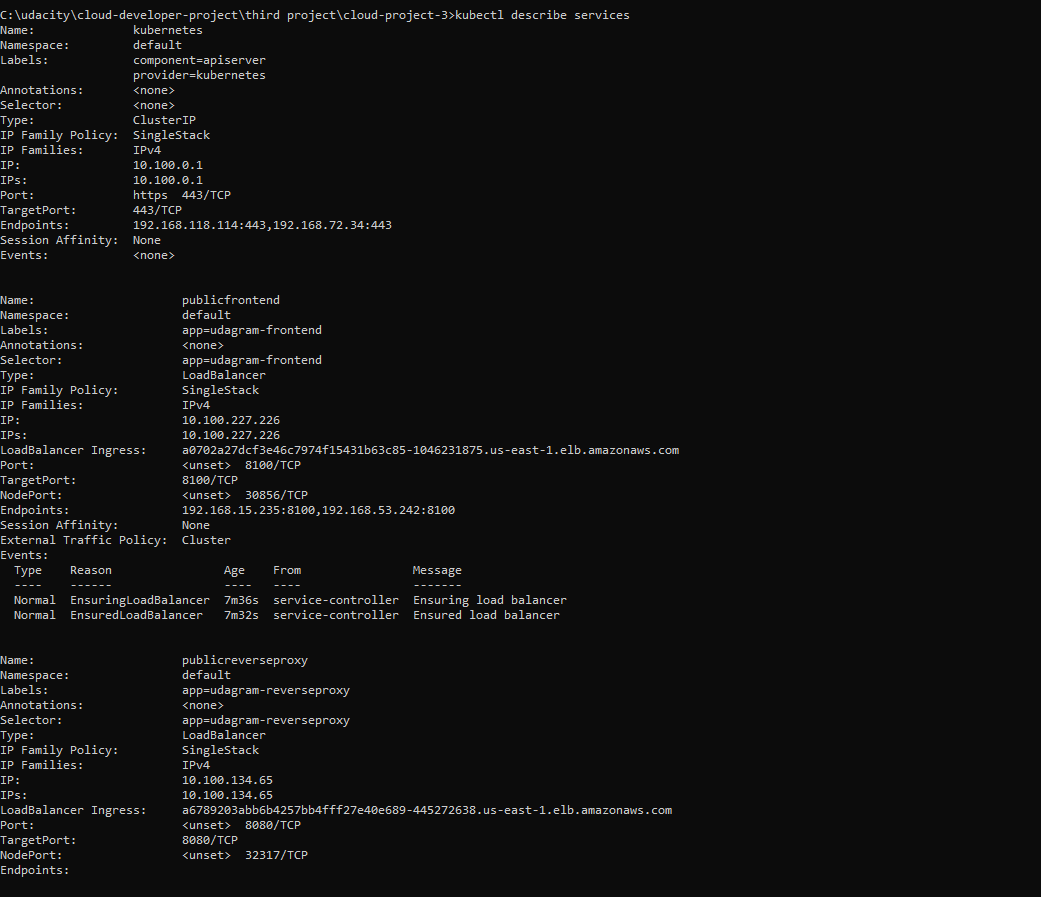 C:\udacity\cloud-developer-project\third project\cloud-project-3>kubectl describe services
Name:              kubernetes
Namespace:         default
Labels:            component=apiserver
                   provider=kubernetes
Annotations:       <none>
Selector:          <none>
Type:              ClusterIP
IP Family Policy:  SingleStack
IP Families:       IPv4
IP:                10.100.0.1
IPs:               10.100.0.1
Port:              https  443/TCP
TargetPort:        443/TCP
Endpoints:         192.168.118.114:443,192.168.72.34:443
Session Affinity:  None
Events:            <none>

Name:                     publicfrontend
Namespace:                default
Labels:                   app=udagram-frontend
Annotations:              <none>
Selector:                 app=udagram-frontend
Type:                     LoadBalancer
IP Family Policy:         SingleStack
IP Families:              IPv4
IP:                       10.100.227.226
IPs:                      10.100.227.226
LoadBalancer Ingress:     a0702a27dcf3e46c7974f15431b63c85-1046231875.us-east-1.elb.amazonaws.com
Port:                     <unset>  8100/TCP
TargetPort:               8100/TCP
NodePort:                 <unset>  30856/TCP
Endpoints:                192.168.15.235:8100,192.168.53.242:8100
Session Affinity:         None
External Traffic Policy:  Cluster
Events:
  Type    Reason                Age    From                Message
  ----    ------                ----   ----                -------
  Normal  EnsuringLoadBalancer  7m36s  service-controller  Ensuring load balancer
  Normal  EnsuredLoadBalancer   7m32s  service-controller  Ensured load balancer

Name:                     publicreverseproxy
Namespace:                default
Labels:                   app=udagram-reverseproxy
Annotations:              <none>
Selector:                 app=udagram-reverseproxy
Type:                     LoadBalancer
IP Family Policy:         SingleStack
IP Families:              IPv4
IP:                       10.100.134.65
IPs:                      10.100.134.65
LoadBalancer Ingress:     a6789203abb6b4257bb4fff27e40e689-445272638.us-east-1.elb.amazonaws.com
Port:                     <unset>  8080/TCP
TargetPort:               8080/TCP
NodePort:                 <unset>  32317/TCP
Endpoints: